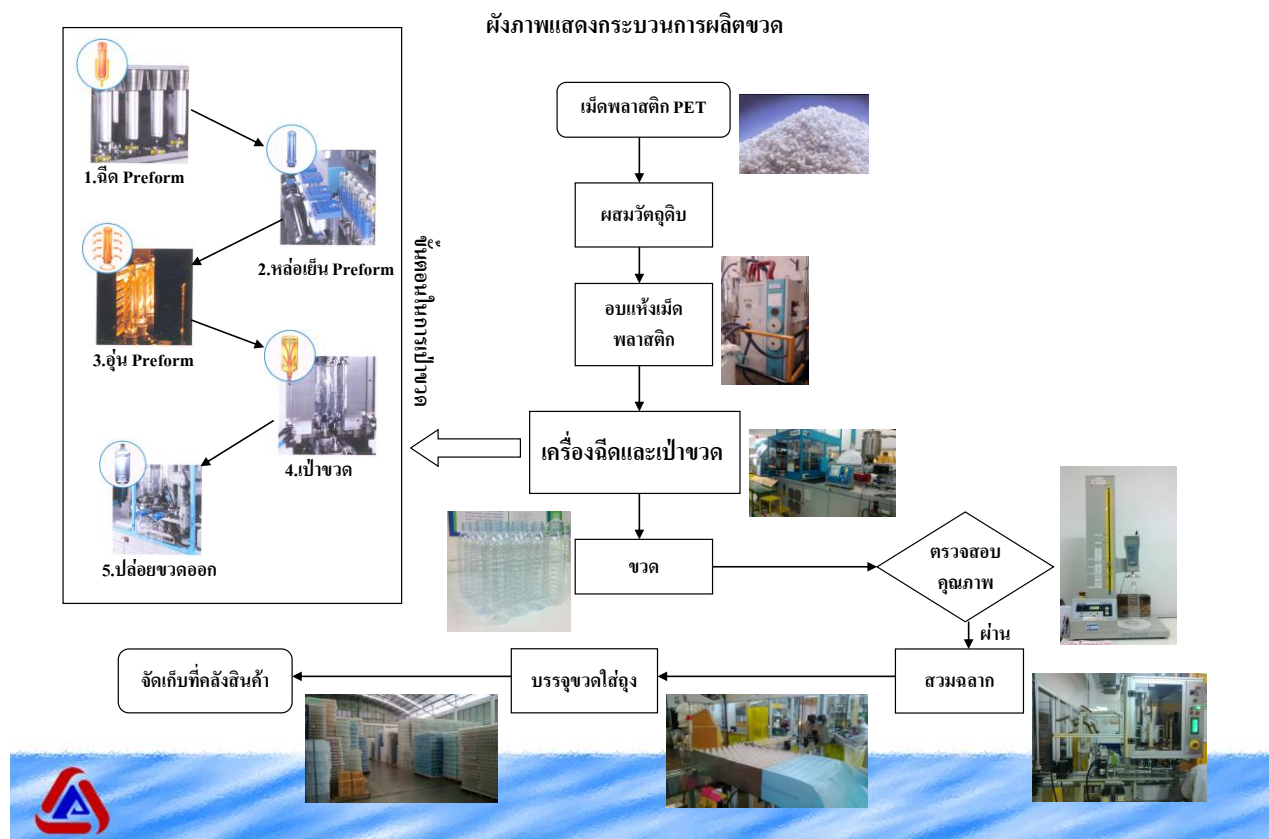 ผังภาพแสดงกระบวนการผลิตขวด
เม็ดพลาสติก PET
ผสมวัตถุดิบ
อบแห้งเม็ด
พลาสติก
เครื่องฉีดและเป่าขวด
ขั้นตอนในการเป่าขวด
1.ฉีด Preform
2.หล่อเย็น Preform
3.อุ่น Preform
4.เป่าขวด
5.ปล่อยขวดออก
ขวด
ตรวจสอบ
คุณภาพ
ผ่าน
สวมฉลาก
บรรจุขวดใส่ถุง
จัดเก็บที่คลังสินค้า